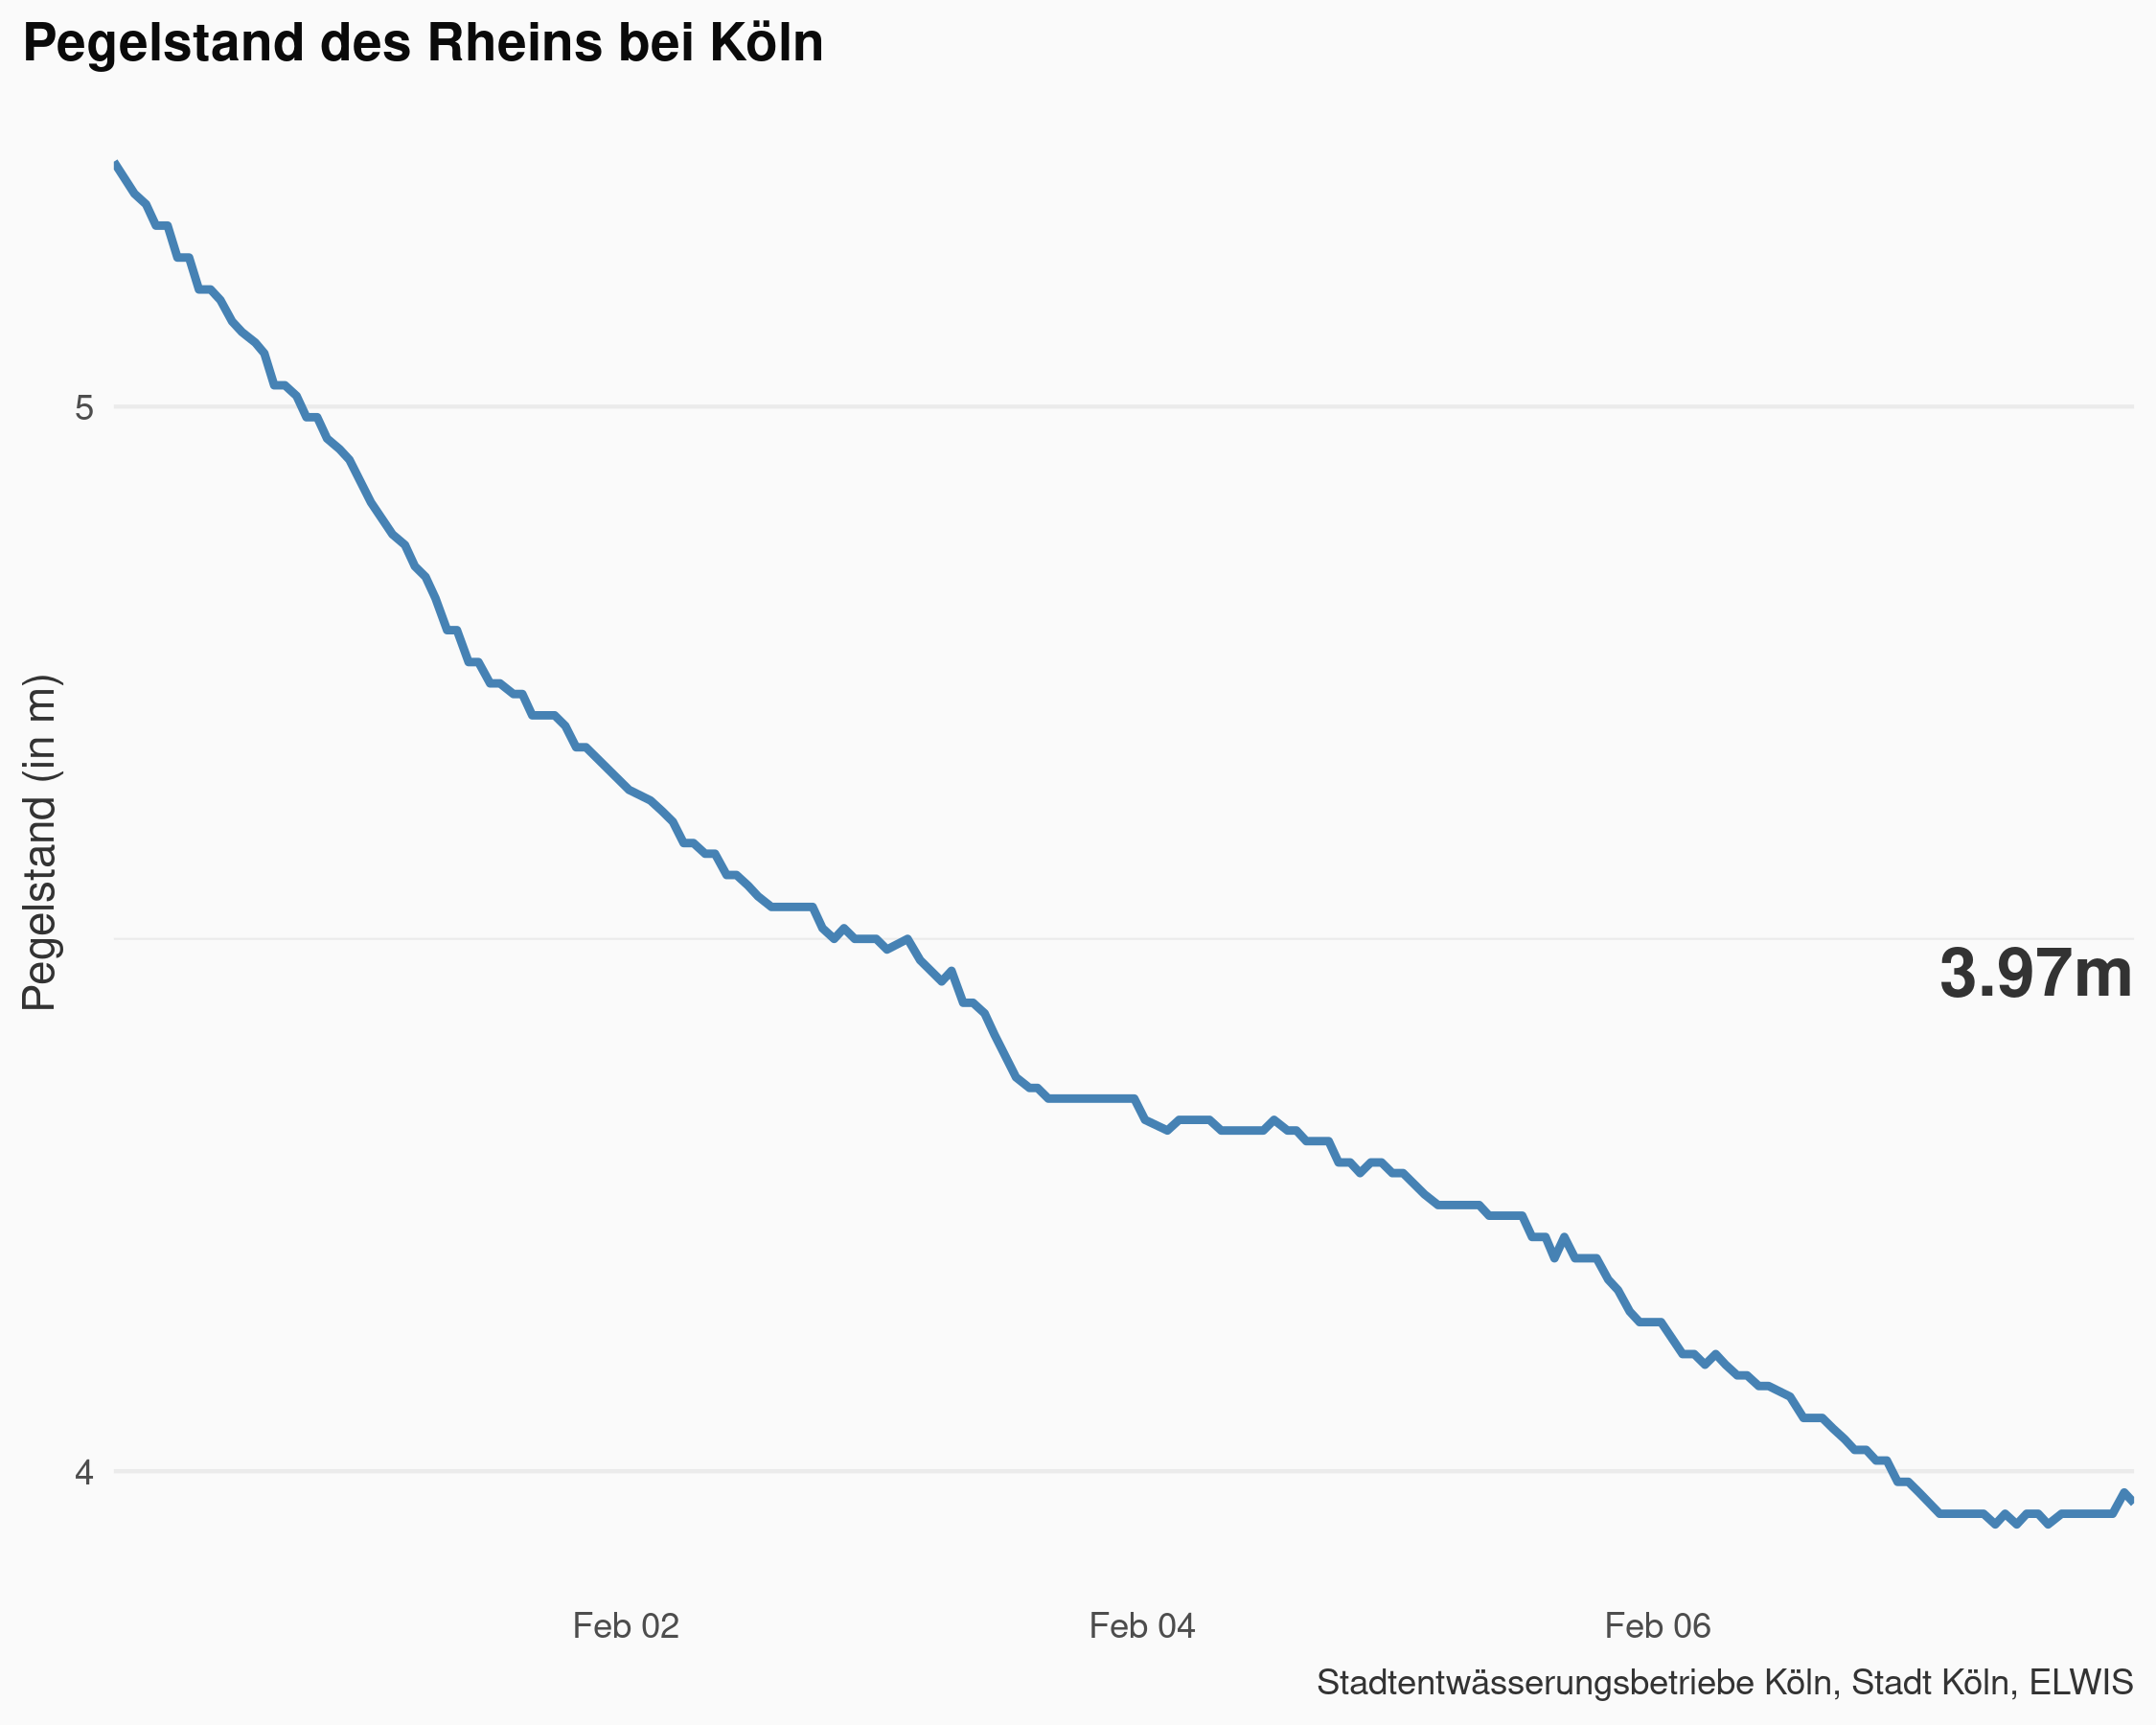 Pegelstand des Rheins bei Köln
Pegelstand (in m)
5
4
3.97m
Feb 02
Feb 04
Feb 06
Stadtentwässerungsbetriebe Köln, Stadt Köln, ELWIS